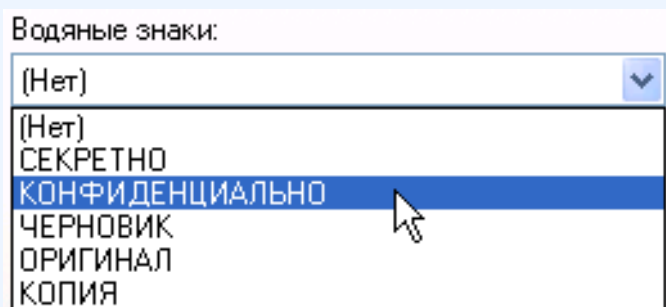 Водяные знаки:
(Нет)
(Нет)
СЕКРЕТНО
КОНФИДЕНЦИАЛЬНО
ЧЕРНОВИК
ОРИГИНАЛ
КОПИЯ